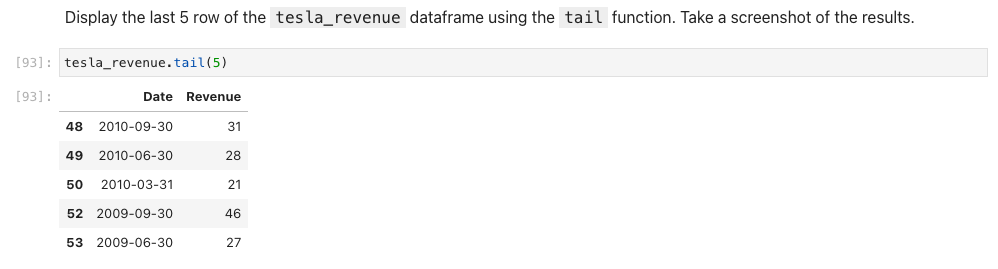 Display the last 5 row of the tesla_revenue dataframe using the tail function. Take a screenshot of the results.
[93]: tesla_revenue.tail(5)
[93]: Date Revenue
48 2010-09-30 31
49 2010-06-30 28
50 2010-03-31 21
52 2009-09-30 46
53 2009-06-30 27